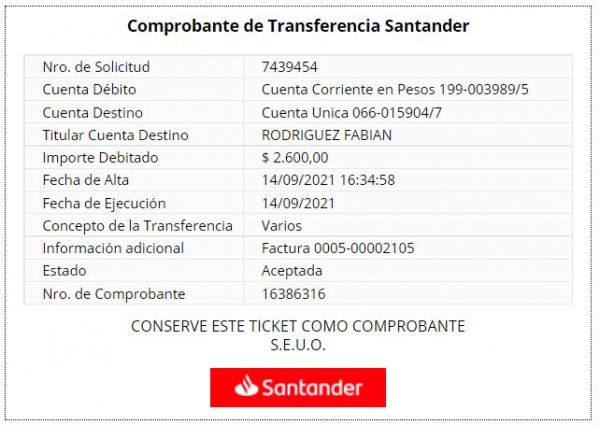 Comprobante de Transferencia Santander
Nro. de Solicitud 7439454
Cuenta Débito Cuenta Corriente en Pesos 199-003989/5
Cuenta Destino Cuenta Unica 066-015904/7
Titular Cuenta Destino RODRIGUEZ FABIAN
Importe Debitado $ 2.600,00
Fecha de Alta 14/09/2021 16:34:58
Fecha de Ejecución 14/09/2021
Concepto de la Transferencia Varios
Información adicional Factura 0005-00002105
Estado Aceptada
Nro. de Comprobante 16386316
CONSERVE ESTE TICKET COMO COMPROBANTE
S.E.U.O.
Santander